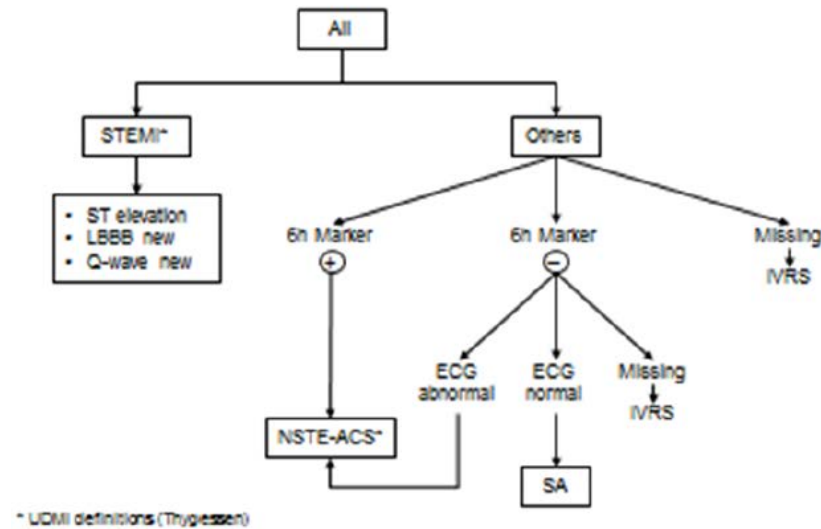 All
STEMI*
Others
• ST elevation
• LBBB new
• Q-wave new
6h Marker
+
6h Marker
−
Missing
IVRS
ECG
abnormal
ECG
normal
Missing
IVRS
NSTE-ACS*
SA
* UDMI definitions (Thygessen)